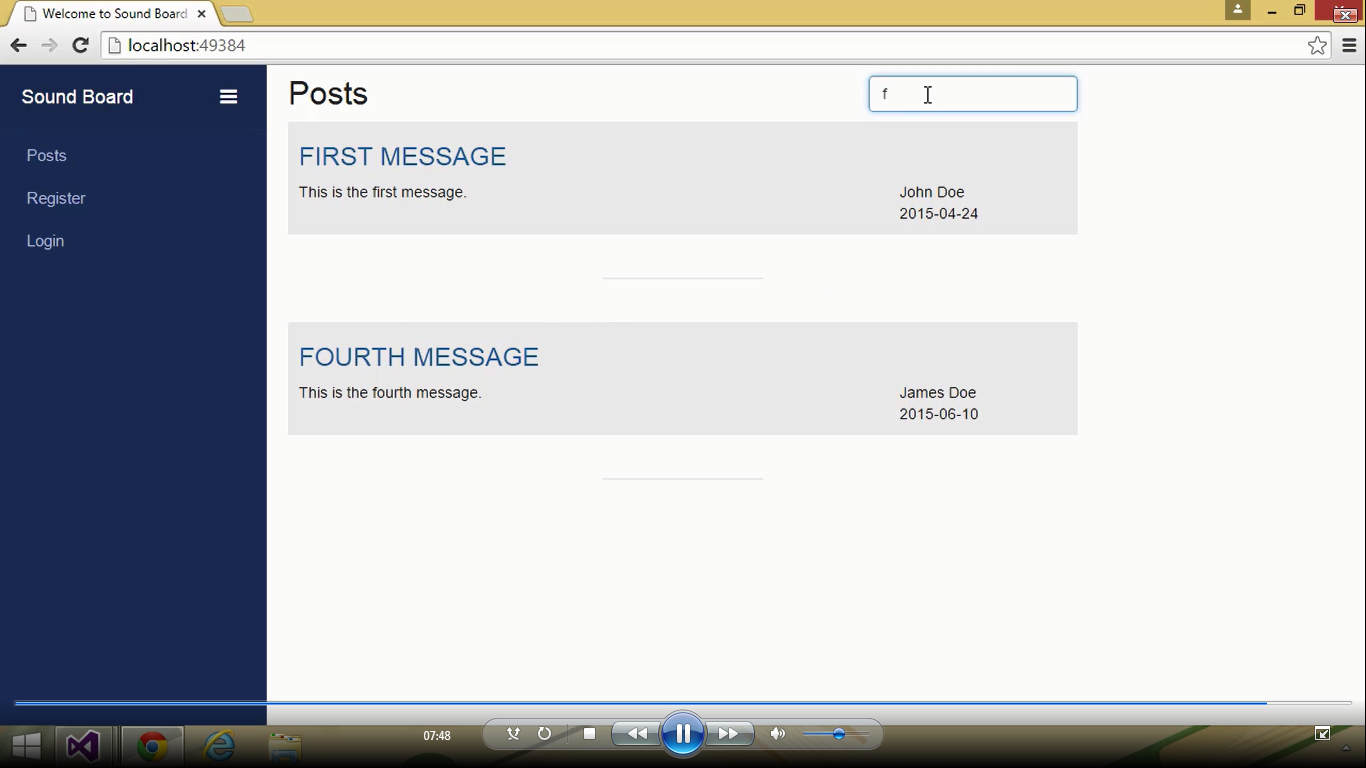 Welcome to Sound Board
localhost:49384
Sound Board
Posts
Register
Login
Posts
f
FIRST MESSAGE
This is the first message.
John Doe
2015-04-24
FOURTH MESSAGE
This is the fourth message.
James Doe
2015-06-10
07:48